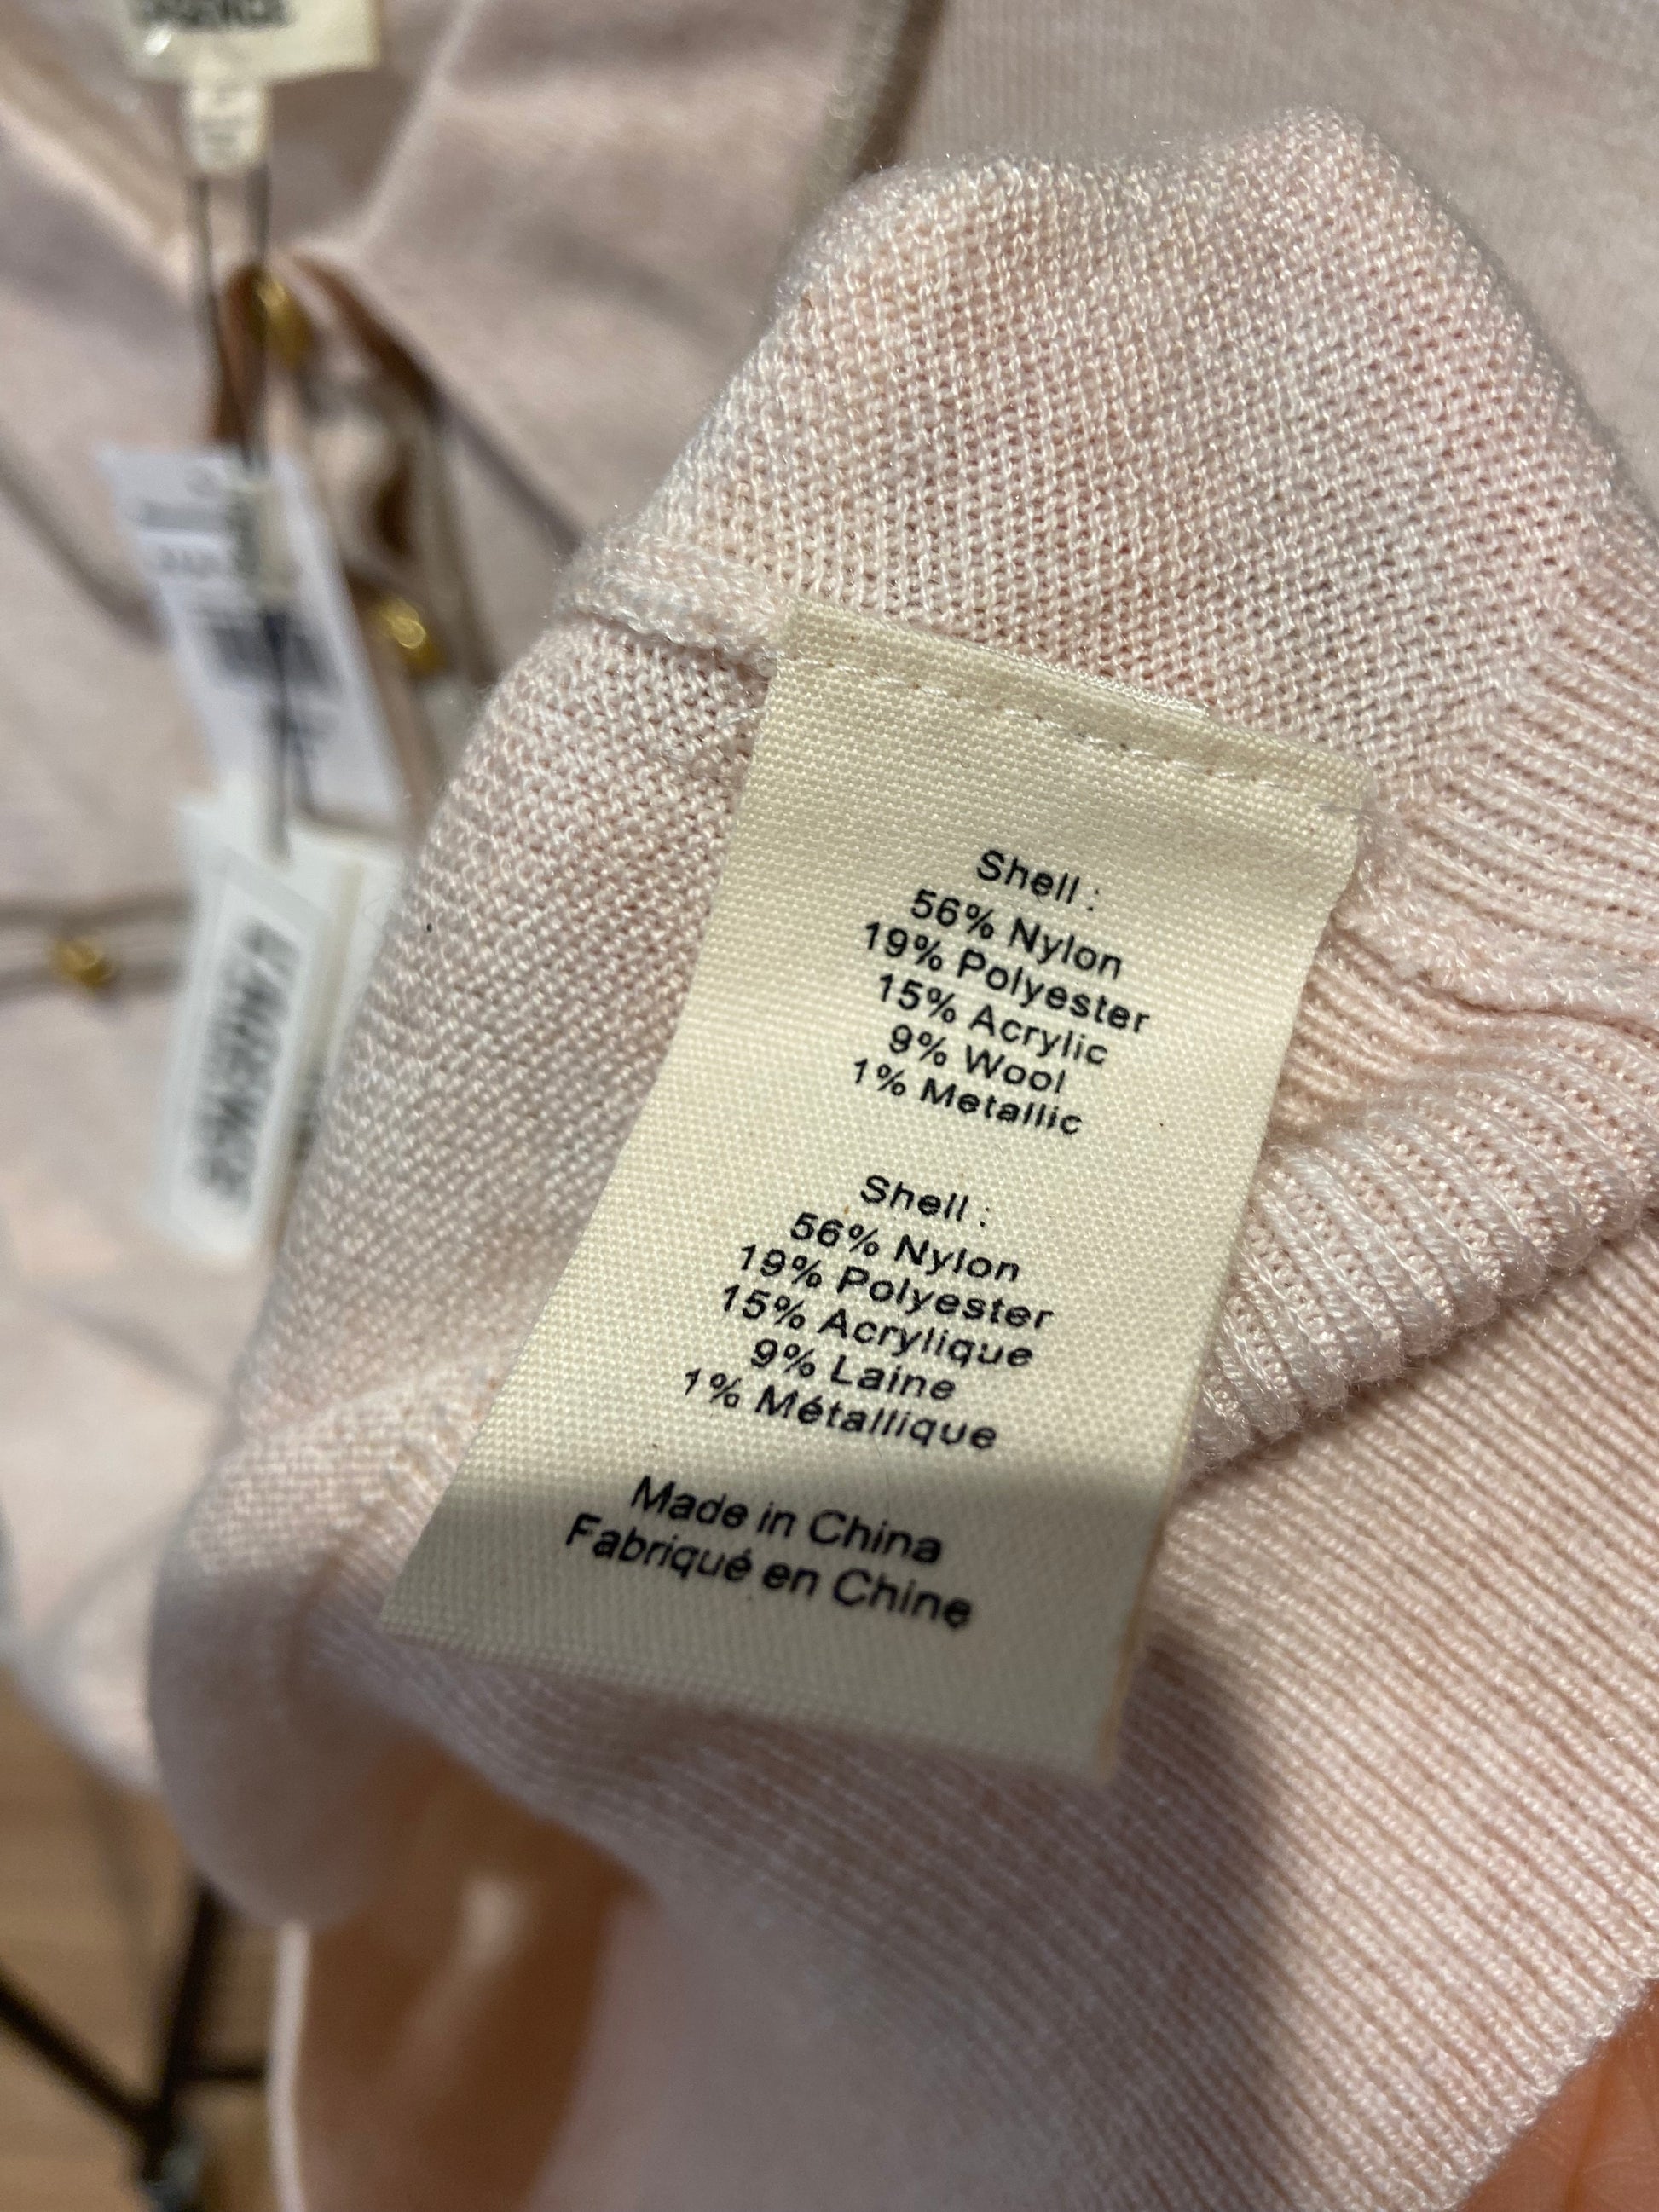 Shell :
56% Nylon
19% Polyester
15% Acrylic
9% Wool
1% Metallic
Shell :
56% Nylon
19% Polyester
15% Acrylique
9% Laine
1% Métallique
Made in China
Fabriqué en Chine